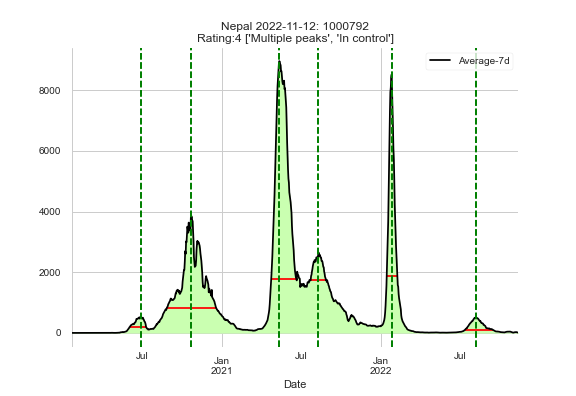 Nepal 2022-11-12: 1000792
Rating:4 ['Multiple peaks', 'In control']
Average-7d
8000
6000
4000
2000
0
Jul
Jan
2021
Jul
Jan
2022
Jul
Date